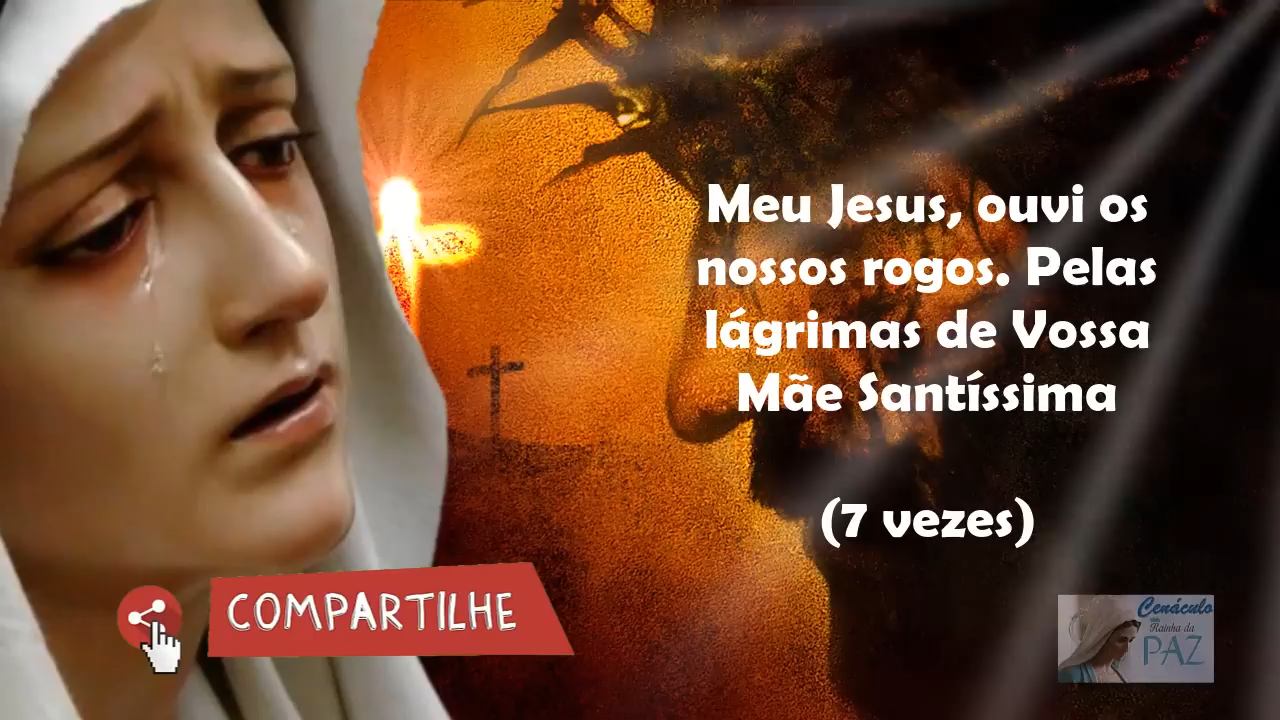 Meu Jesus, ouvi os
nossos rogos. Pelas
lágrimas de Vossa
Mãe Santíssima
(7 vezes)
COMPARTILHE
Cenáculo
Rainha da
PAZ